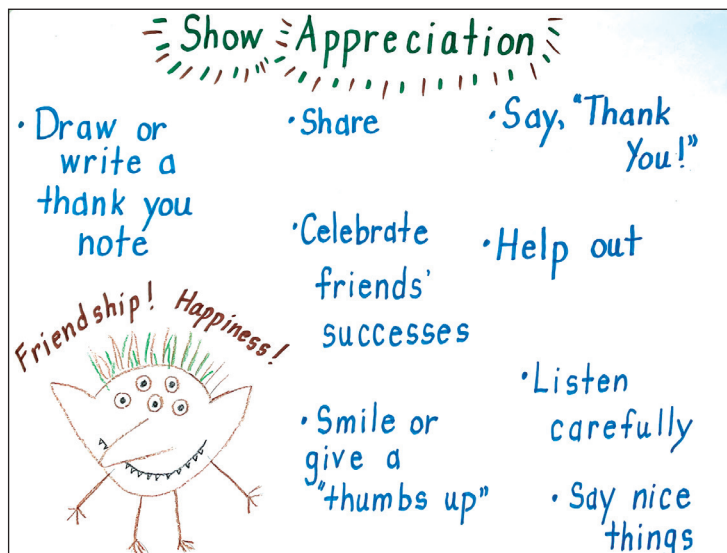 Show Appreciation
• Draw or
write a
thank you
note
• Share
• Celebrate
friends'
successes
• Smile or
give a
"thumbs up"
• Say, "Thank
You!"
• Help out
• Listen
carefully
• Say nice
things
Friendship! Happiness!